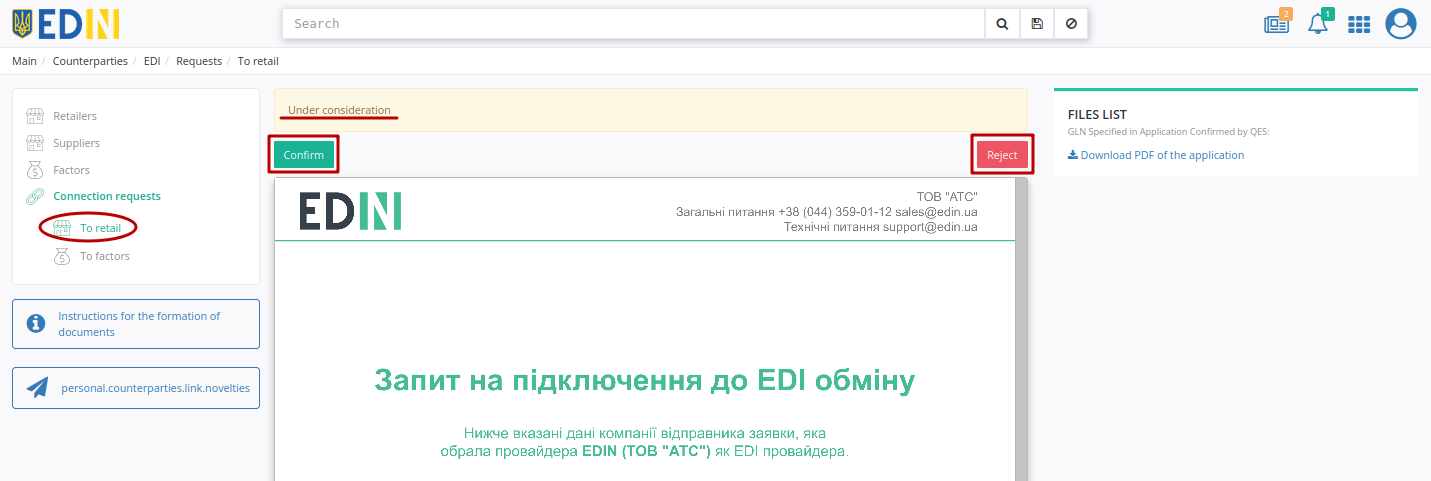 EDIN
Search
2
1
Main / Counterparties / EDI / Requests / To retail
Retailers
Suppliers
Factors
Connection requests
To retail
To factors
Instructions for the formation of
documents
personal.counterparties.link.novelties
Under consideration
Confirm
Reject
EDIN
ТОВ "АТС"
Загальні питання +38 (044) 359-01-12 sales@edin.ua
Технічні питання support@edin.ua
Запит на підключення до EDI обміну
Нижче вказані дані компанії відправника заявки, яка
обрала провайдера EDIN (ТОВ "АТС") як EDI провайдера.
FILES LIST
GLN Specified in Application Confirmed by QES:
Download PDF of the application